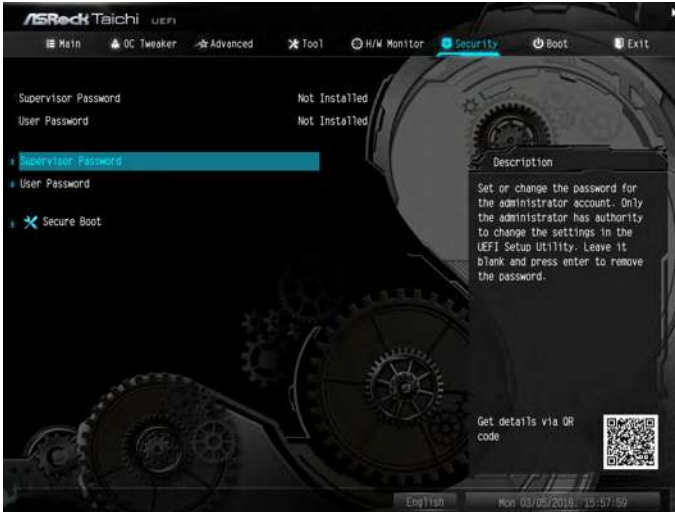 ASRock Taichi UEFI
Main OC Tweaker Advanced Tool H/W Monitor Security Boot Exit
Supervisor Password Not Installed
User Password Not Installed
Supervisor Password
User Password
Secure Boot
Description
Set or change the password for
the administrator account. Only
the administrator has authority
to change the settings in the
UEFI Setup Utility. Leave it
blank and press enter to remove
the password.
Get details via QR
code
English Mon 03/05/2018. 15:57:59